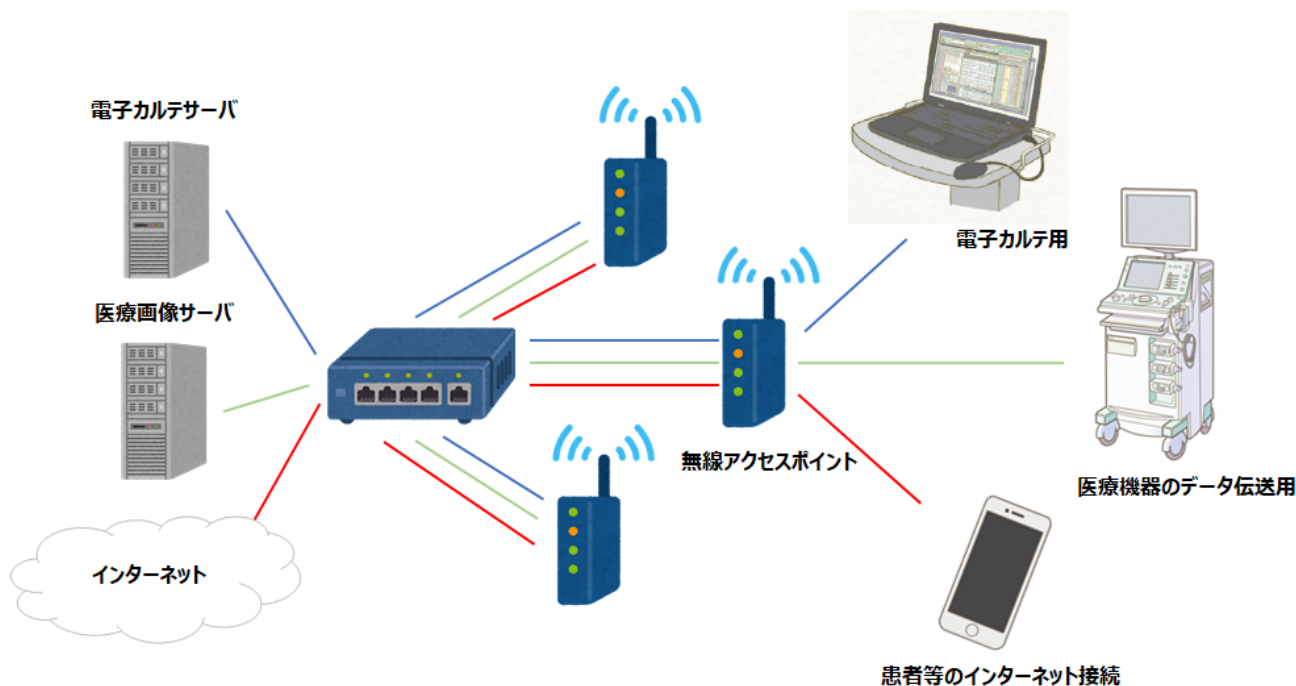 電子カルテサーバ
医療画像サーバ
インターネット
無線アクセスポイント
電子カルテ用
医療機器のデータ伝送用
患者等のインターネット接続